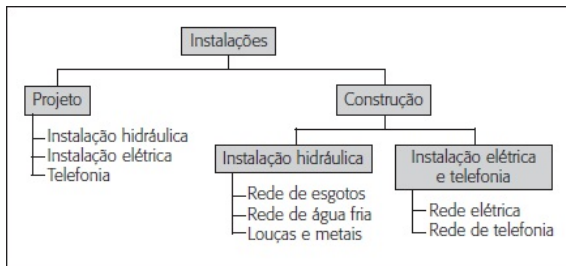 Instalações
Projeto
Instalação hidráulica
Instalação elétrica
Telefonia
Construção
Instalação hidráulica
Rede de esgotos
Rede de água fria
Louças e metais
Instalação elétrica
e telefonia
Rede elétrica
Rede de telefonia